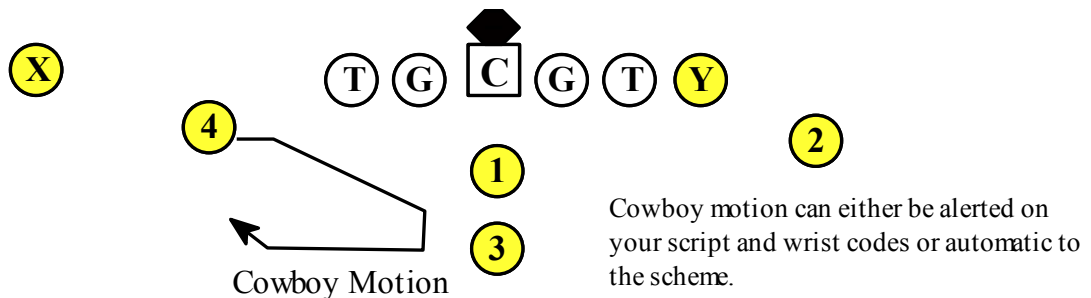 X
T G C G T Y
4
2
1
3
Cowboy motion can either be alerted on
your script and wrist codes or automatic to
the scheme.
Cowboy Motion